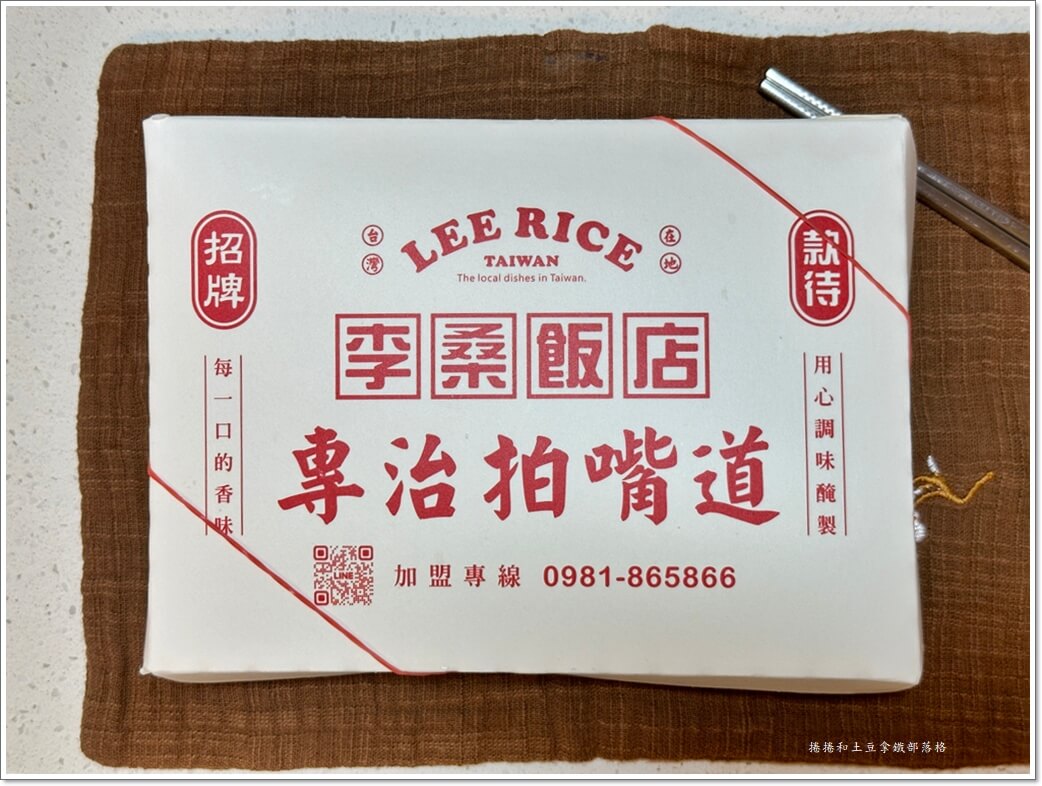 LEE RICE
台灣
在地
TAIWAN
The local dishes in Taiwan.
招牌
款待
李桑飯店
每一口的香味
用心調味醃製
專治拍嘴道
LINE
加盟專線 0981-865866
捲捲和土豆拿鐵部落格